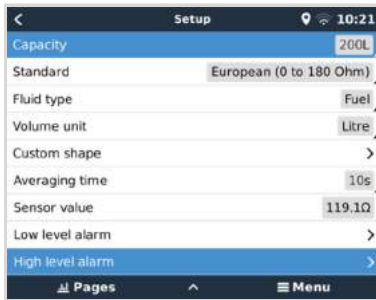 Setup 10:21
Capacity 200L
Standard European (0 to 180 Ohm)
Fluid type Fuel
Volume unit Litre
Custom shape
Averaging time 10s
Sensor value 119.1Ω
Low level alarm
High level alarm
Pages Menu